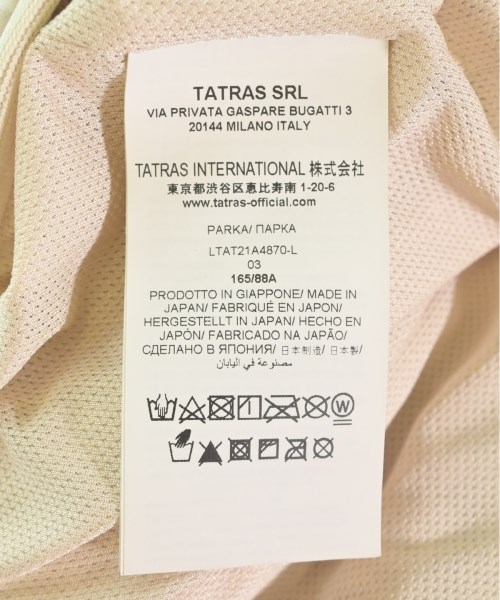 TATRAS SRL
VIA PRIVATA GASPARE BUGATTI 3
20144 MILANO ITALY
TATRAS INTERNATIONAL 株式会社
東京都渋谷区恵比寿南 1-20-6
www.tatras-official.com
PARKA/ ПАРКА
LTAT21A4870-L
03
165/88A
PRODOTTO IN GIAPPONE/ MADE IN
JAPAN/ FABRIQUÉ EN JAPON/
HERGESTELLT IN JAPAN/ HECHO EN
JAPÓN/ FABRICADO NA JAPÃO/
СДЕЛАНО В ЯПОНИЯ/ 日本制造/ 日本製/
مصنوعة في اليابان
W